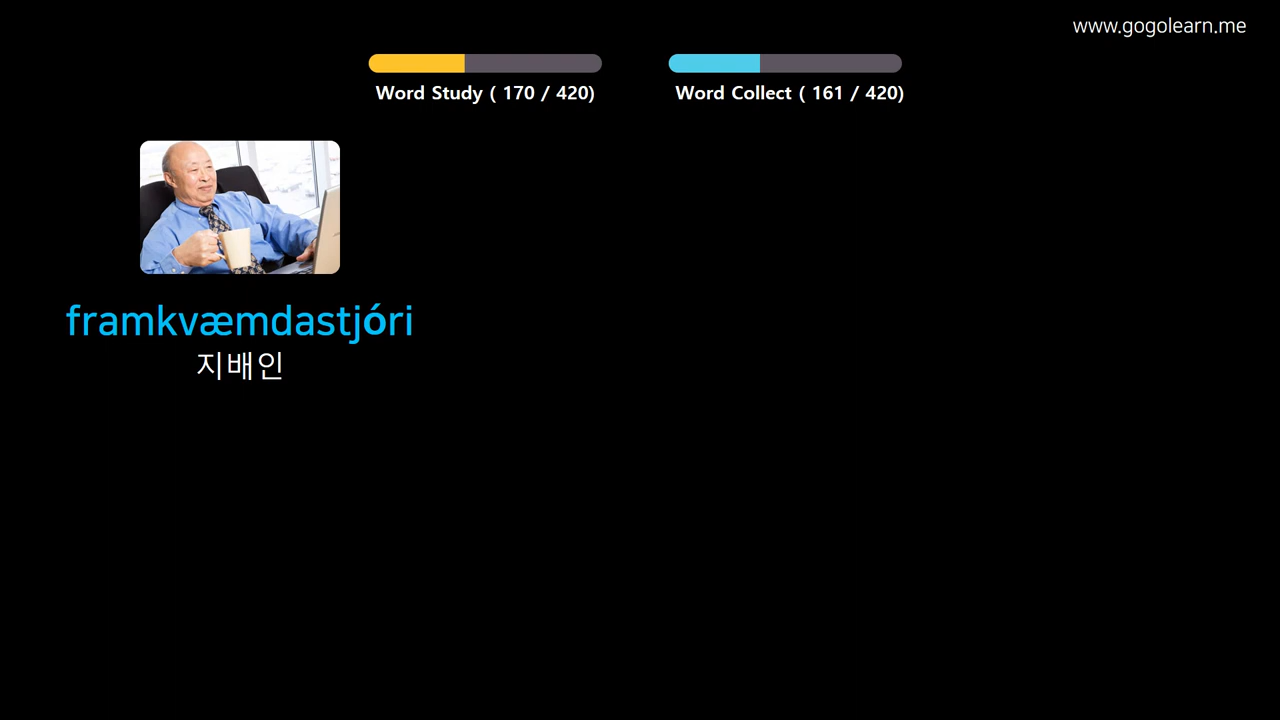 www.gogolearn.me
Word Study ( 170 / 420)
Word Collect ( 161 / 420)
framkvæmdastjóri
지배인